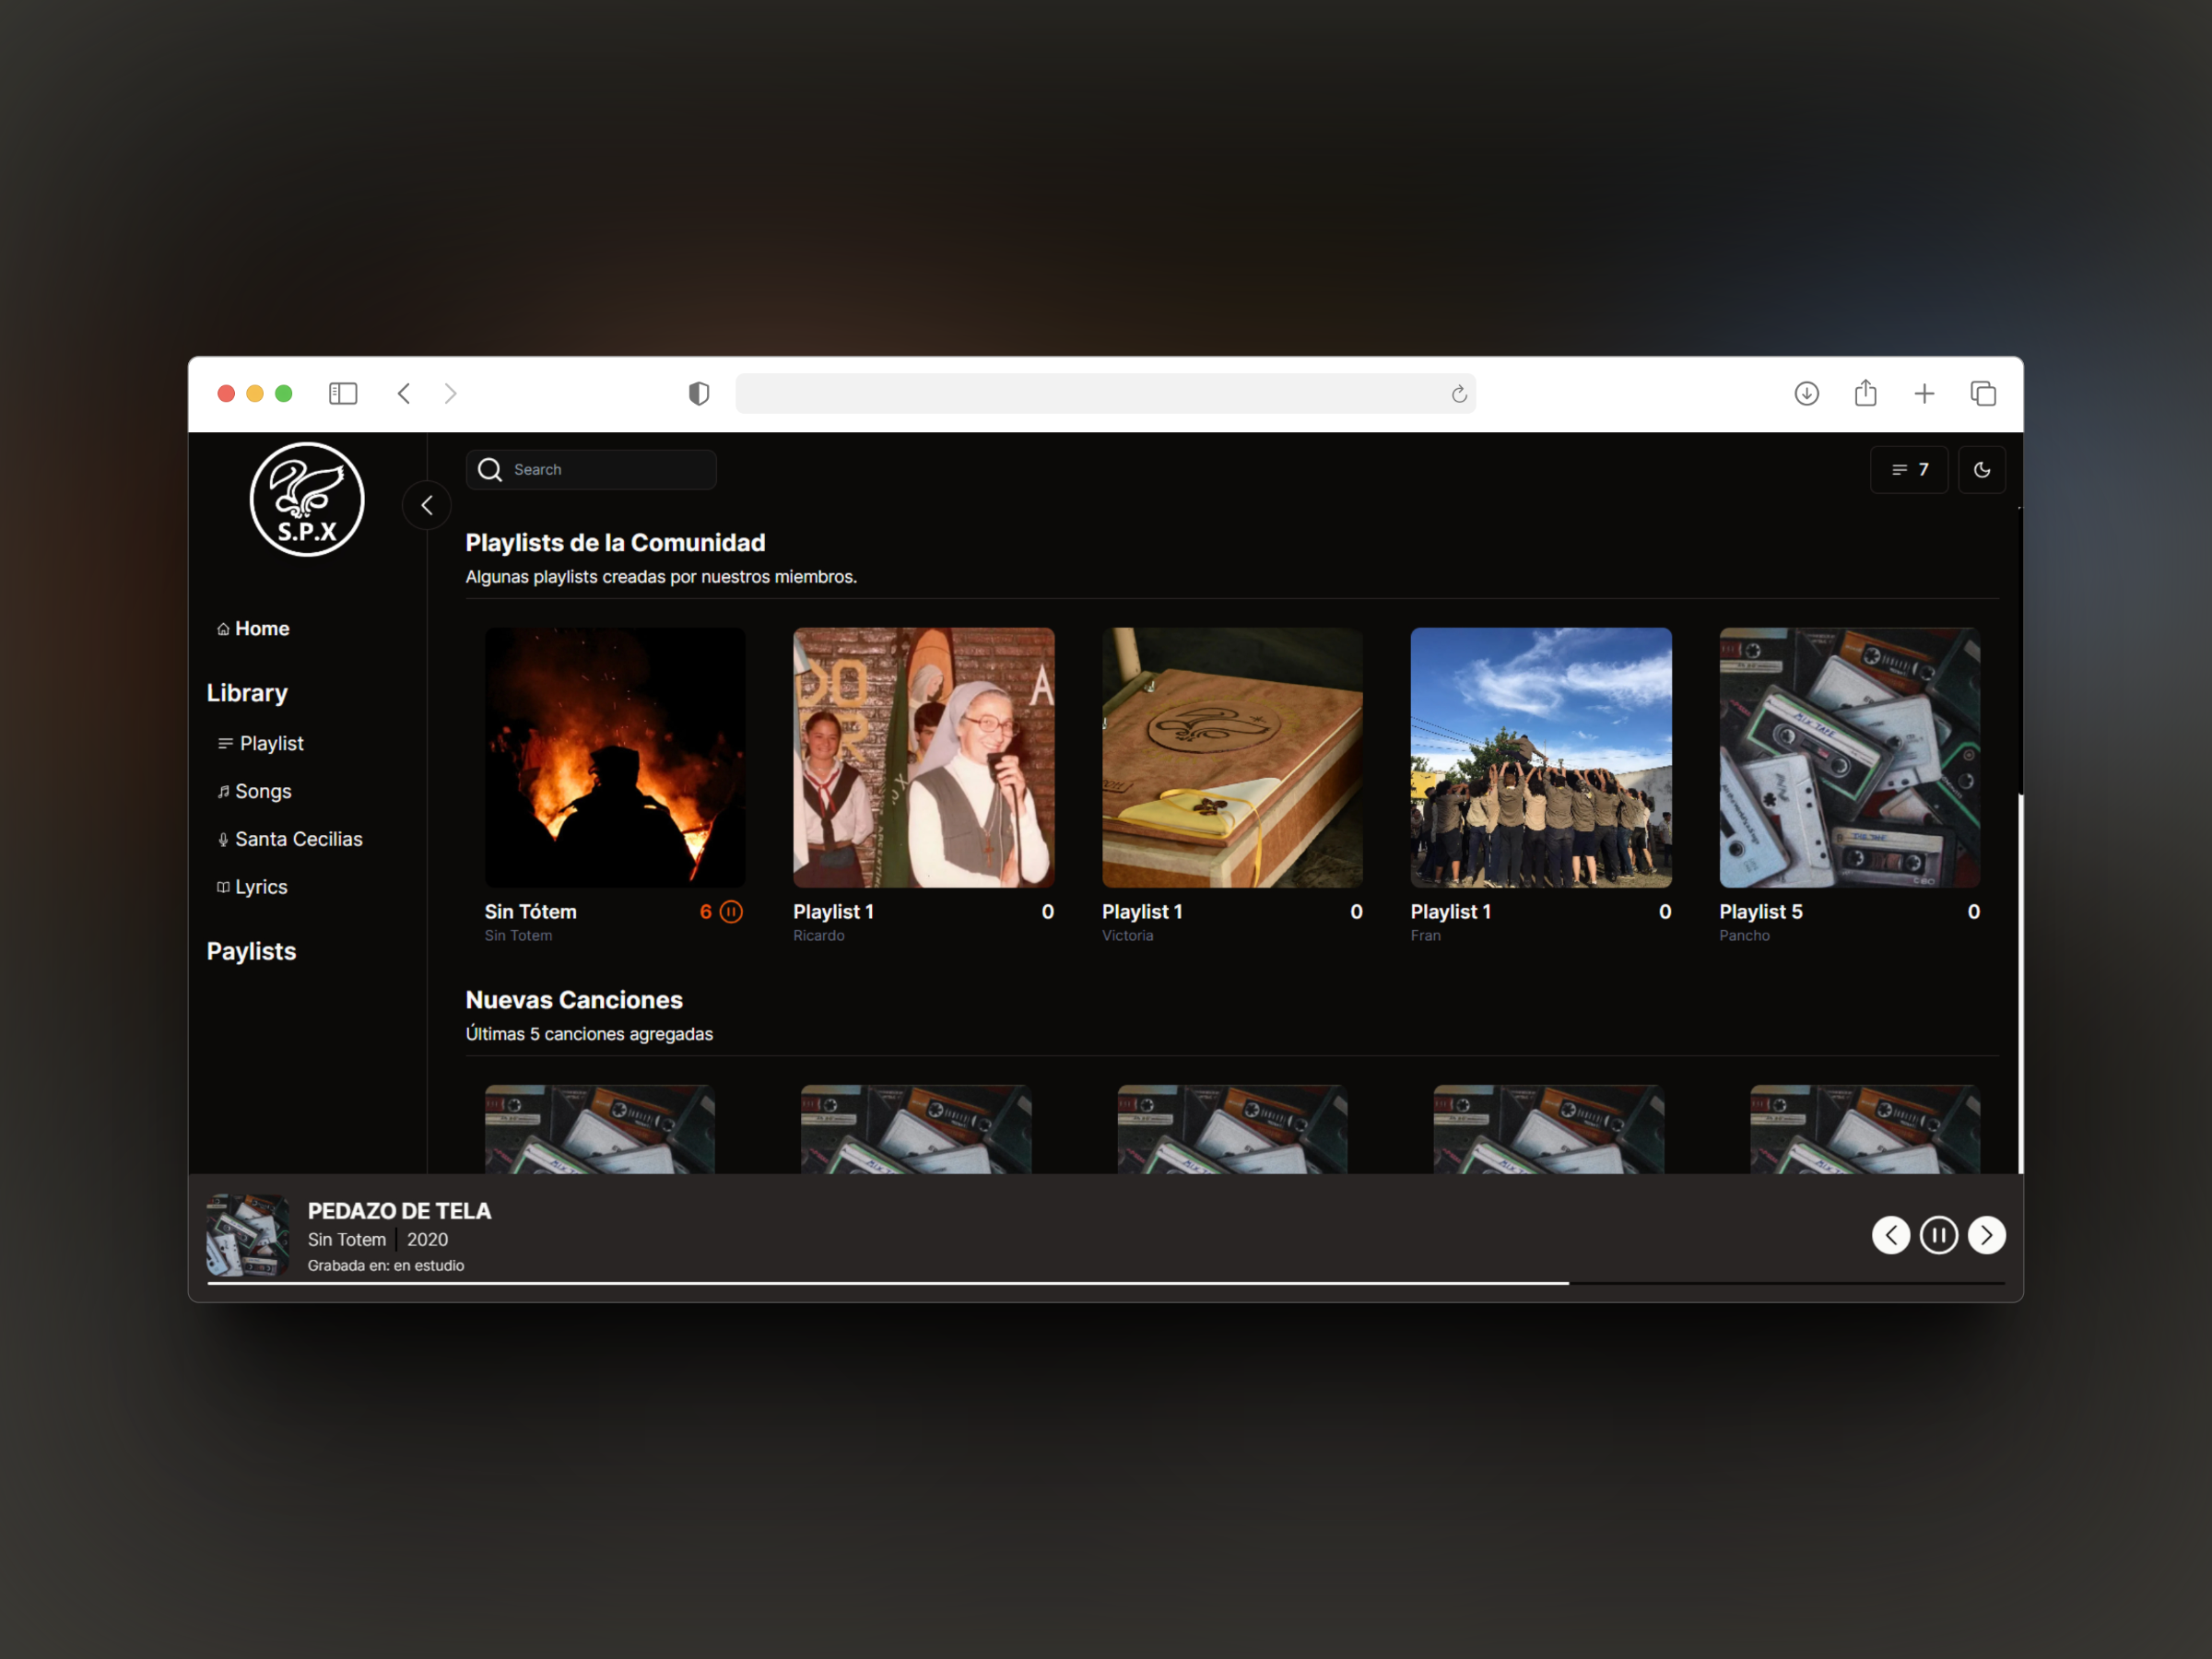 S.P.X
Search
7
Home
Library
Playlist
Songs
Santa Cecilias
Lyrics
Paylists
Playlists de la Comunidad
Algunas playlists creadas por nuestros miembros.
DO
A
MIX TAPE
Sin Tótem 6
Sin Totem
Playlist 1 0
Ricardo
Playlist 1 0
Victoria
Playlist 1 0
Fran
Playlist 5 0
Pancho
Nuevas Canciones
Últimas 5 canciones agregadas
PEDAZO DE TELA
Sin Totem 2020
Grabada en: en estudio